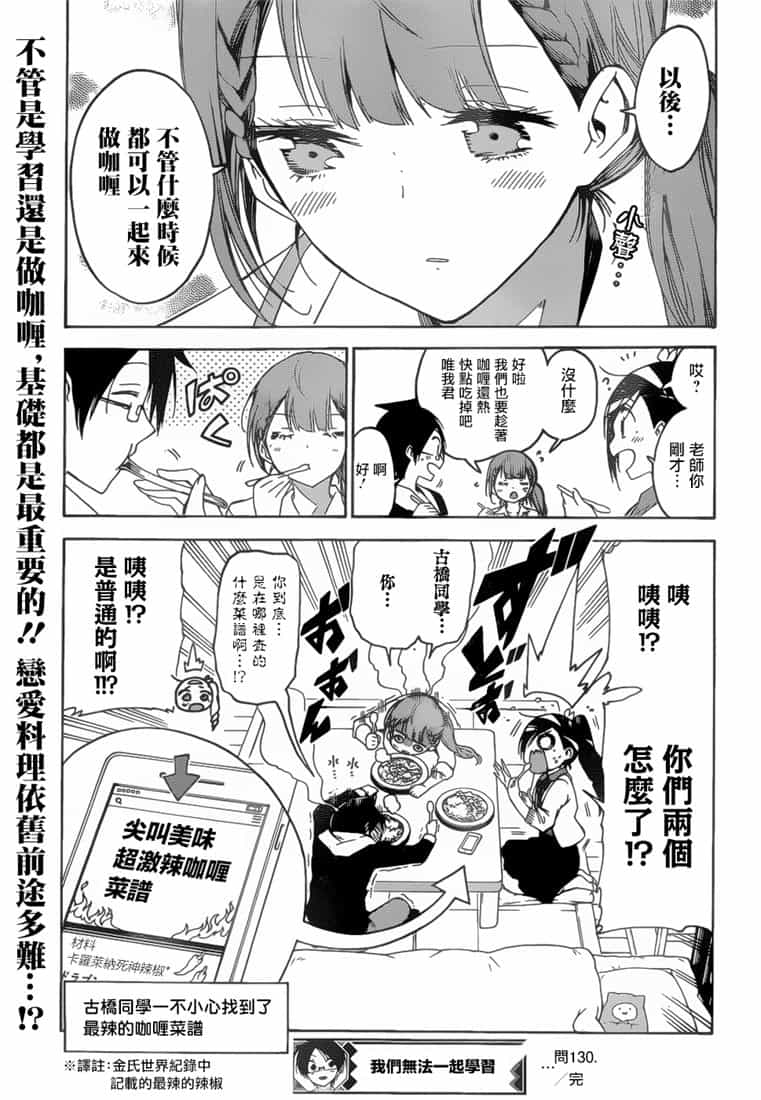 以後…
小聲…
不管什麼時候
都可以一起來
做咖喱
哎?
老師你
剛才…
沒什麼
好啦
我們也要趁著
咖喱還熱
快點吃掉吧
唯我君
啊
好!
ぱくっ
咦
咦咦!?
你們兩個
怎麼了!?
ずどお
おおお
古橋同學…
你…
你到底…
是在哪裡查的
什麼菜譜啊…!?
水…
水…
咦咦!?
是普通的啊!!?
尖叫美味
超激辣咖喱
菜譜
材料
卡羅萊納死神辣椒*
古橋同學一不小心找到了
最辣的咖喱菜譜
※譯註:金氏世界紀錄中
記載的最辣的辣椒
我們無法一起學習
…問130.
/完
不管是學習還是做咖喱,基礎都是最重要的!! 戀愛料理依舊前途多難…!?